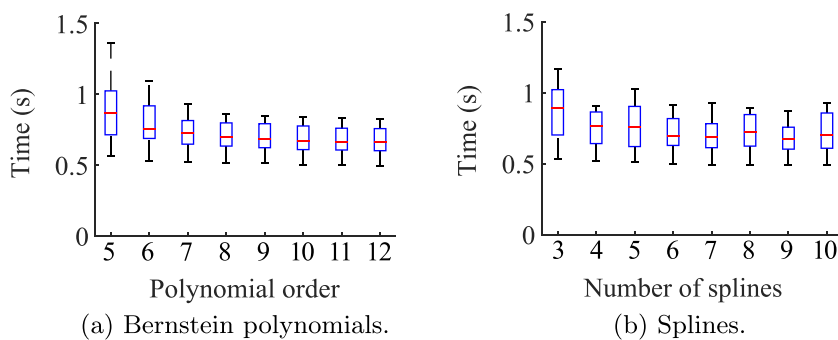 1.5
1
0.5
0
Time (s)
5 6 7 8 9 10 11 12
Polynomial order
(a) Bernstein polynomials.
1.5
1
0.5
0
Time (s)
3 4 5 6 7 8 9 10
Number of splines
(b) Splines.